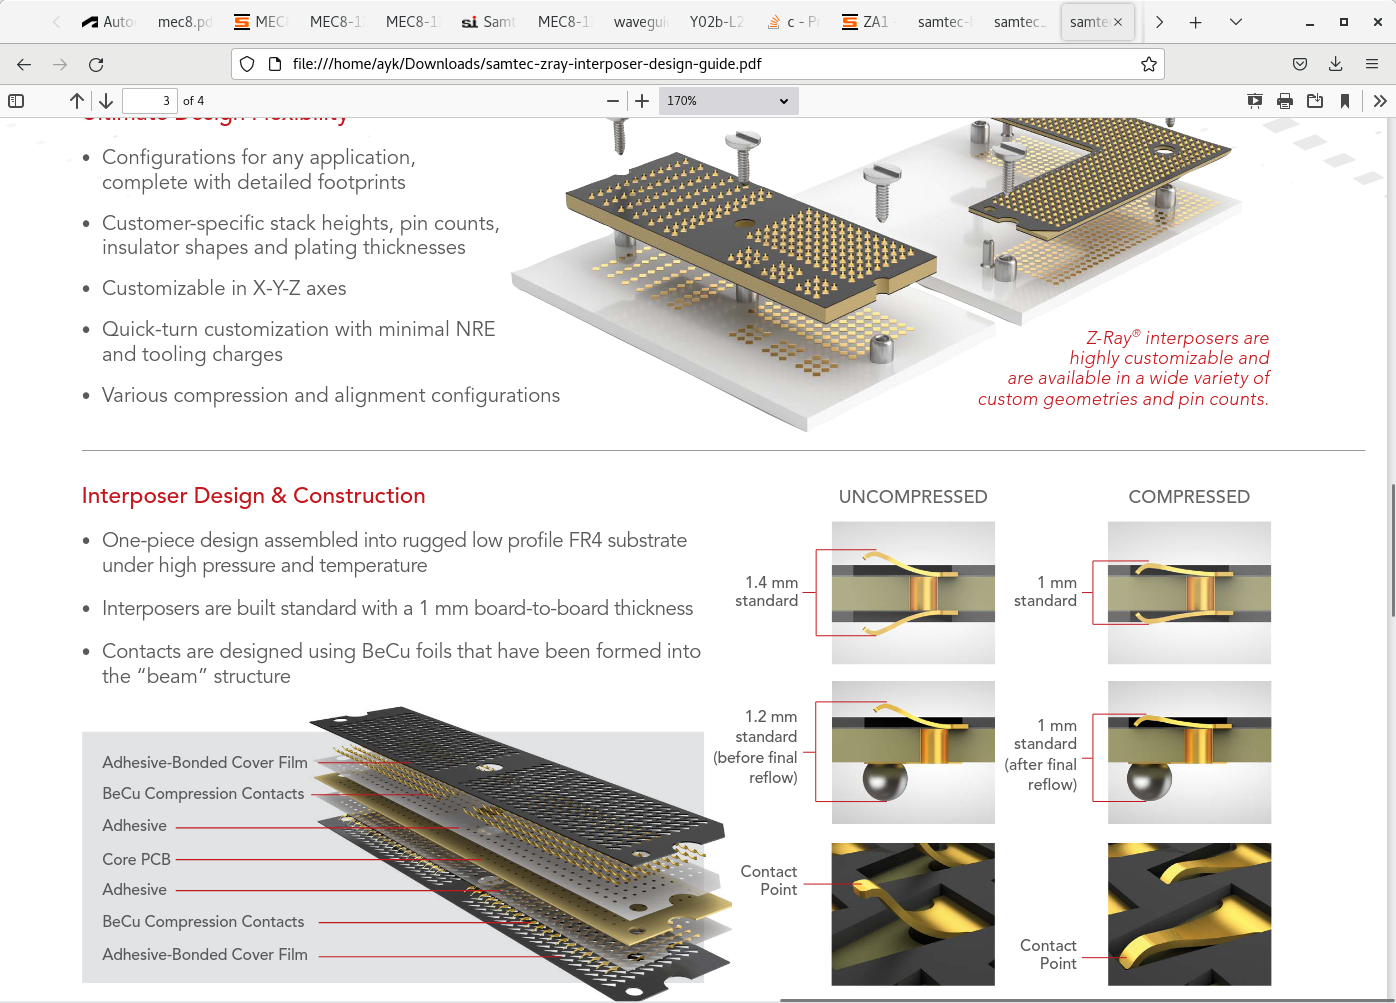 Auto
mec8.pd
MEC
MEC8-1
MEC8-1
Samt
MEC8-1
wavegui
Y02b-L2
c - Pr
ZA1
samtec-
samtec
samte
file:///home/ayk/Downloads/samtec-zray-interposer-design-guide.pdf
3 of 4
170%
Ultimate Design Flexibility
• Configurations for any application,
complete with detailed footprints
• Customer-specific stack heights, pin counts,
insulator shapes and plating thicknesses
• Customizable in X-Y-Z axes
• Quick-turn customization with minimal NRE
and tooling charges
• Various compression and alignment configurations
Z-Ray® interposers are
highly customizable and
are available in a wide variety of
custom geometries and pin counts.
Interposer Design & Construction
• One-piece design assembled into rugged low profile FR4 substrate
under high pressure and temperature
• Interposers are built standard with a 1 mm board-to-board thickness
• Contacts are designed using BeCu foils that have been formed into
the “beam” structure
Adhesive-Bonded Cover Film
BeCu Compression Contacts
Adhesive
Core PCB
Adhesive
BeCu Compression Contacts
Adhesive-Bonded Cover Film
UNCOMPRESSED
COMPRESSED
1.4 mm
standard
1 mm
standard
1.2 mm
standard
(before final
reflow)
1 mm
standard
(after final
reflow)
Contact
Point
Contact
Point